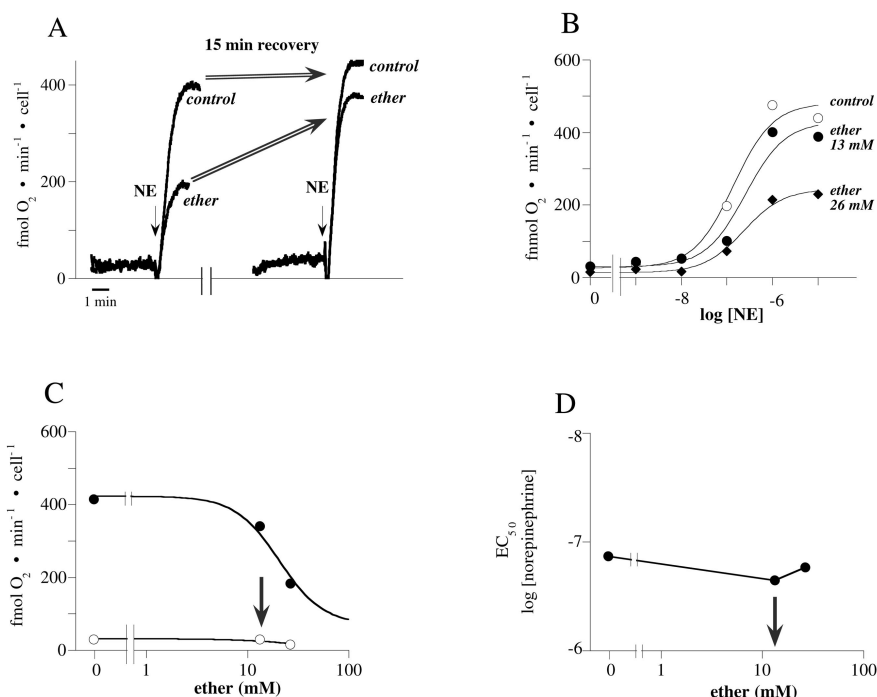 A
15 min recovery
fmol O2 • min-1 • cell-1
400
200
0
control
control
ether
NE
NE
ether
1 min
B
fnmol O2 • min-1 • cell-1
600
400
200
0
control
ether
13 mM
ether
26 mM
0
-8
-6
log [NE]
C
fmol O2 • min-1 • cell-1
600
400
200
0
0
1
10
100
ether (mM)
D
EC50
log [norepinephrine]
-8
-7
-6
0
1
10
100
ether (mM)